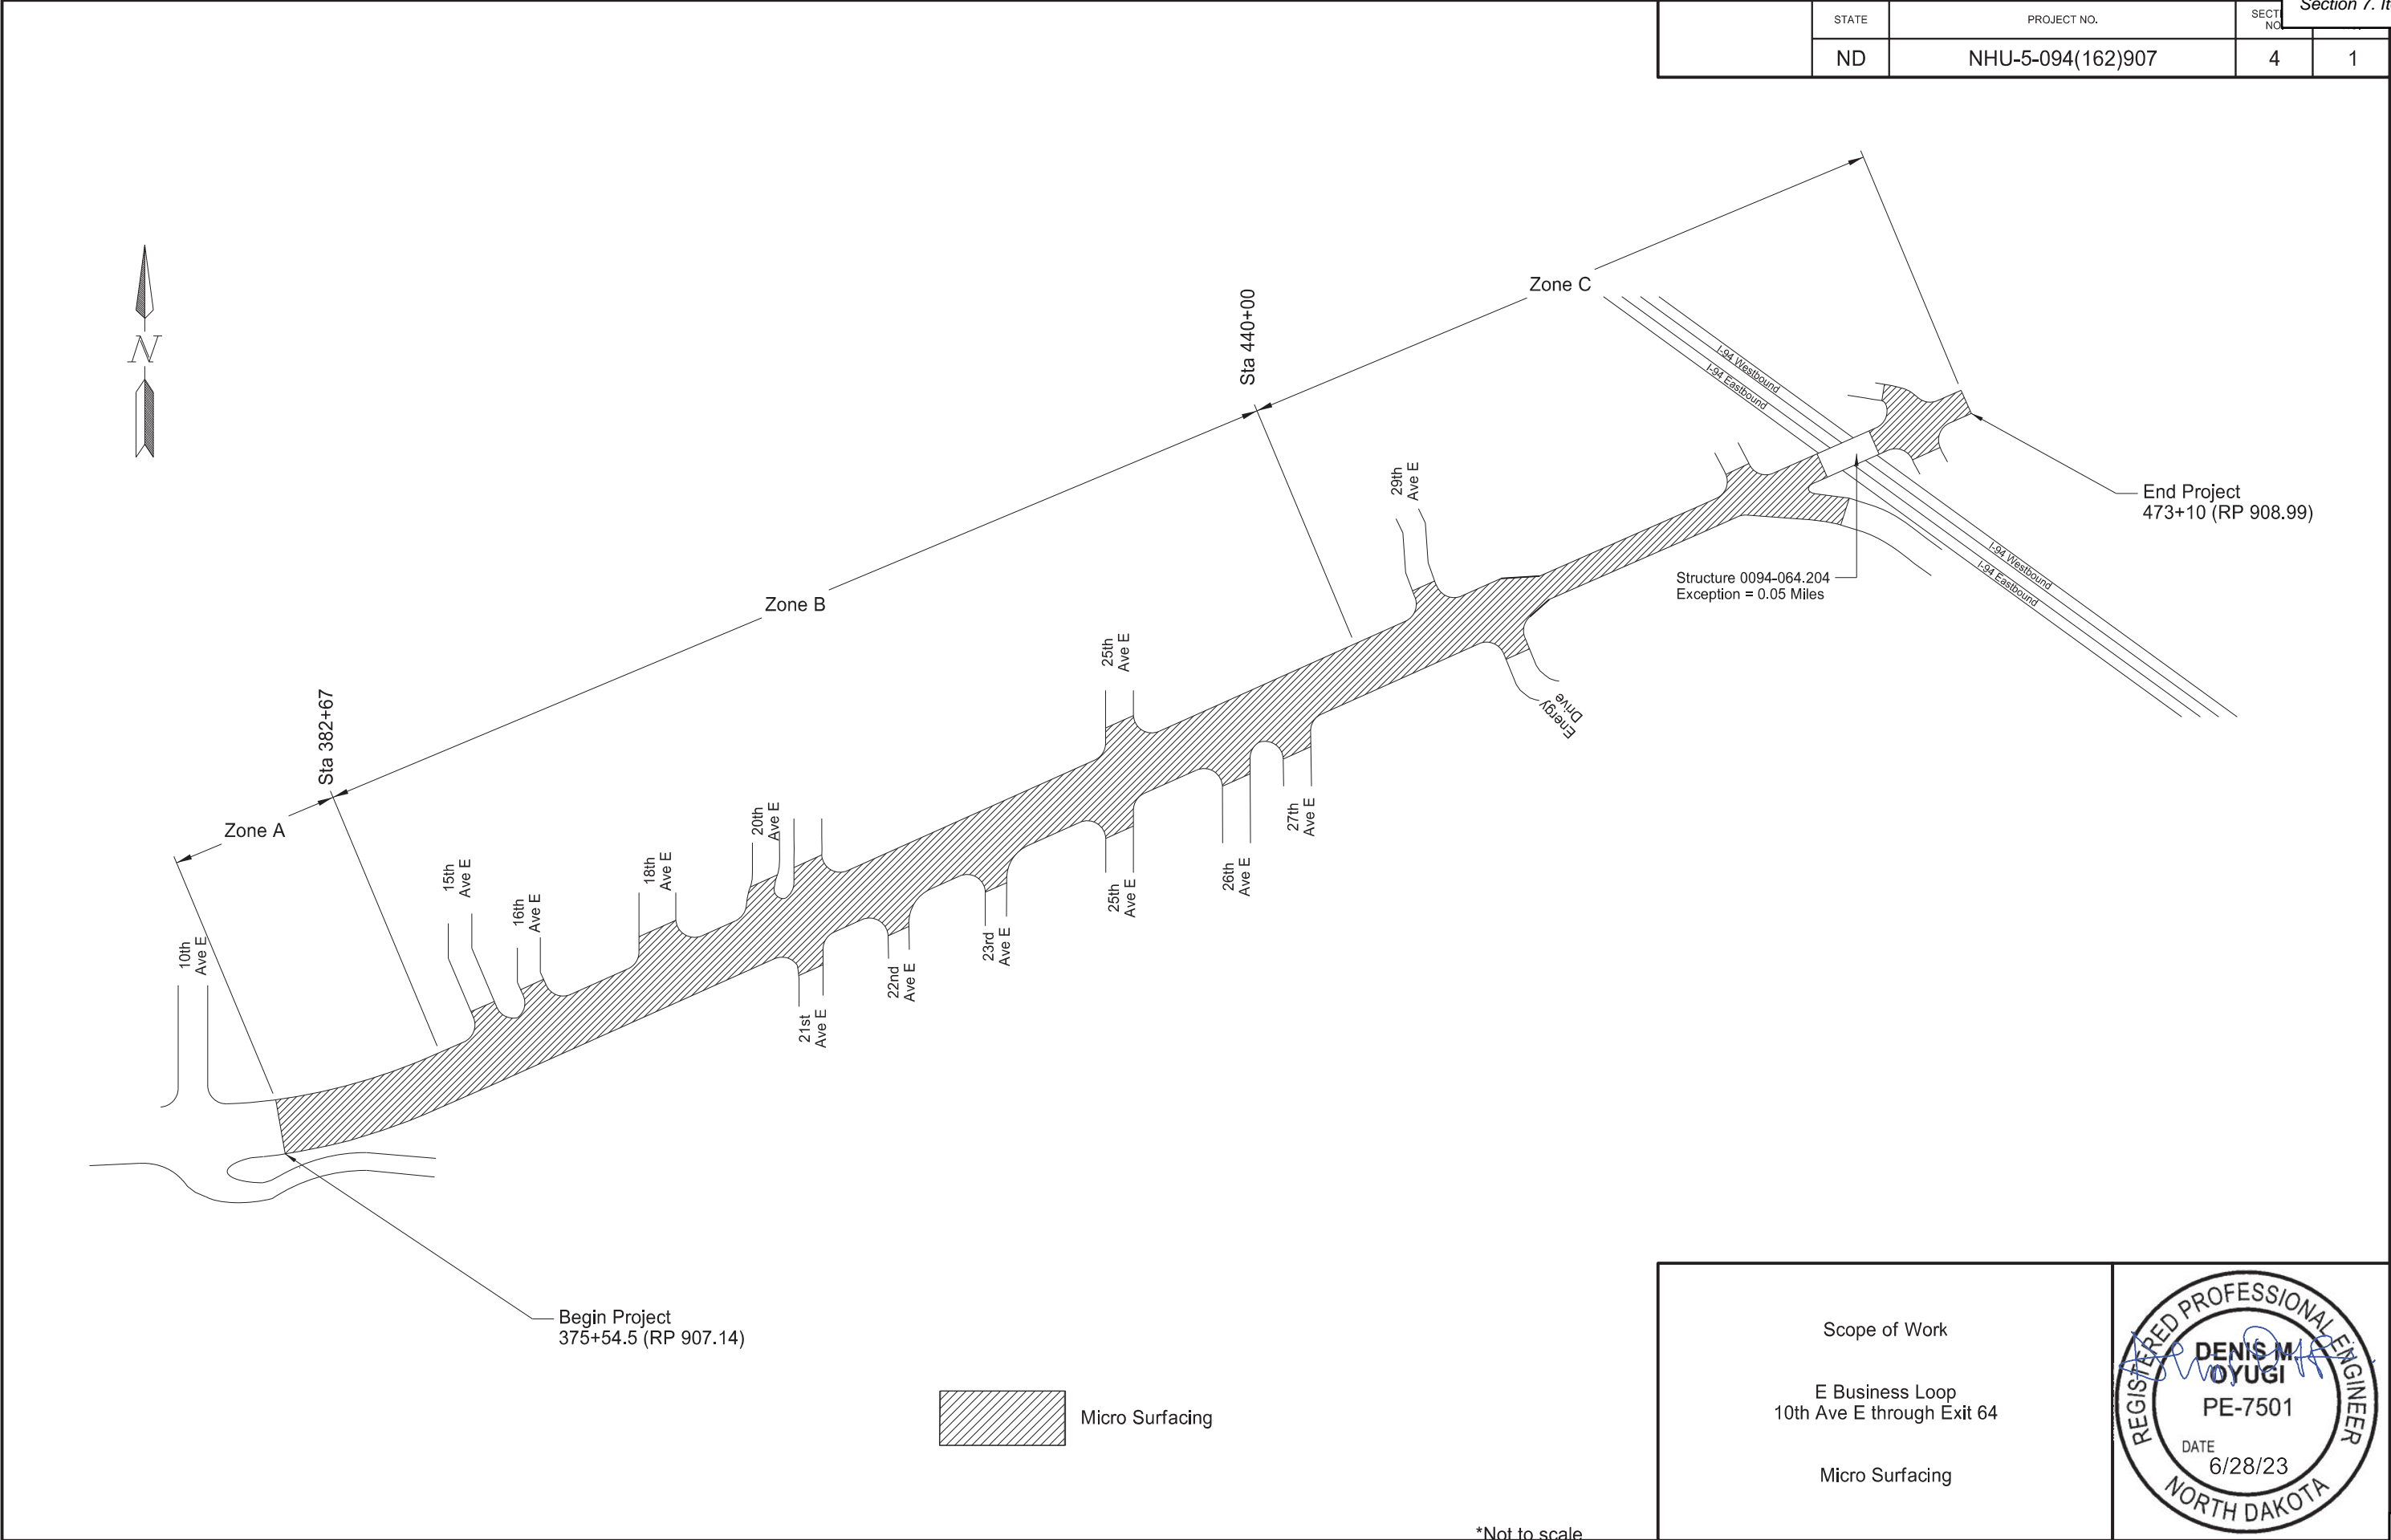 Section 7. It
STATE
PROJECT NO.
SECTI
NO.
ND
NHU-5-094(162)907
4
1
N
Zone C
Sta 440+00
I-94 Westbound
I-94 Eastbound
29th
Ave E
End Project
473+10 (RP 908.99)
Structure 0094-064.204
Exception = 0.05 Miles
I-94 Westbound
I-94 Eastbound
Zone B
25th
Ave E
Energy
Drive
Sta 382+67
Zone A
20th
Ave E
27th
Ave E
15th
Ave E
18th
Ave E
26th
Ave E
16th
Ave E
25th
Ave E
10th
Ave E
23rd
Ave E
22nd
Ave E
21st
Ave E
Begin Project
375+54.5 (RP 907.14)
Micro Surfacing
Scope of Work
E Business Loop
10th Ave E through Exit 64
Micro Surfacing
REGISTERED PROFESSIONAL ENGINEER
DENIS M.
OYUGI
PE-7501
DATE
6/28/23
NORTH DAKOTA
*Not to scale